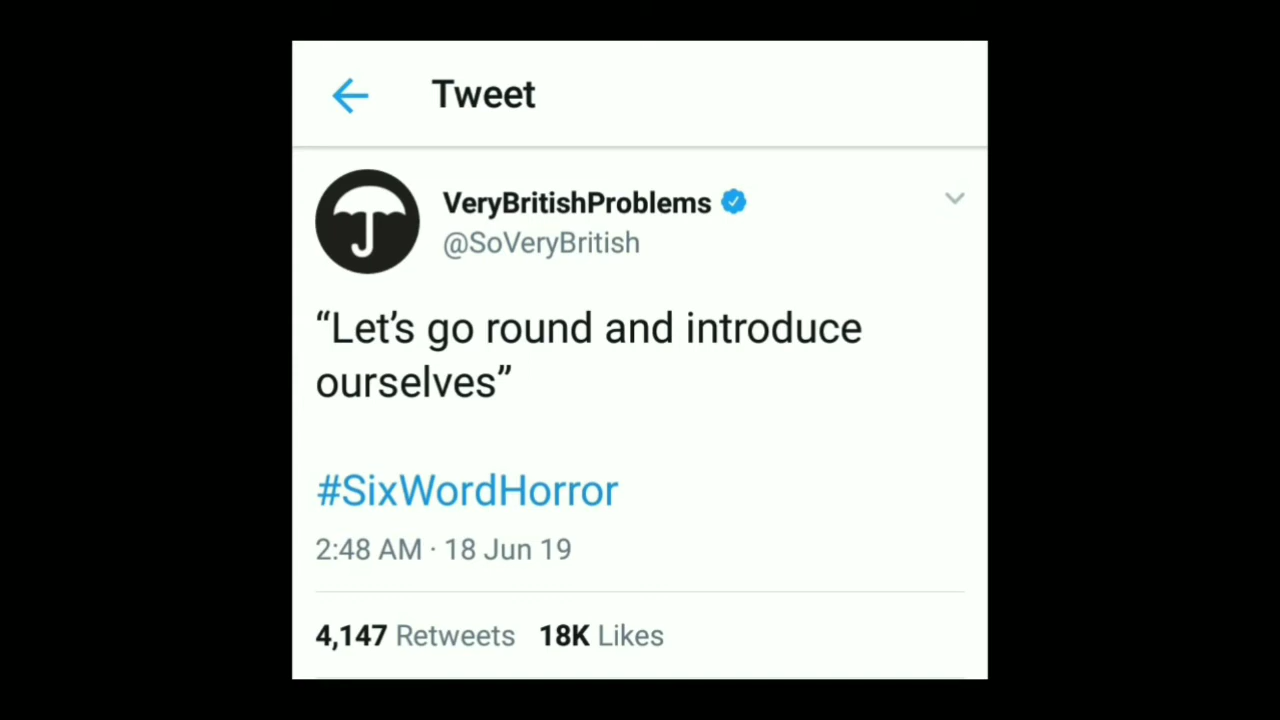 Tweet
VeryBritishProblems
@SoVeryBritish
“Let’s go round and introduce
ourselves”
#SixWordHorror
2:48 AM · 18 Jun 19
4,147 Retweets 18K Likes